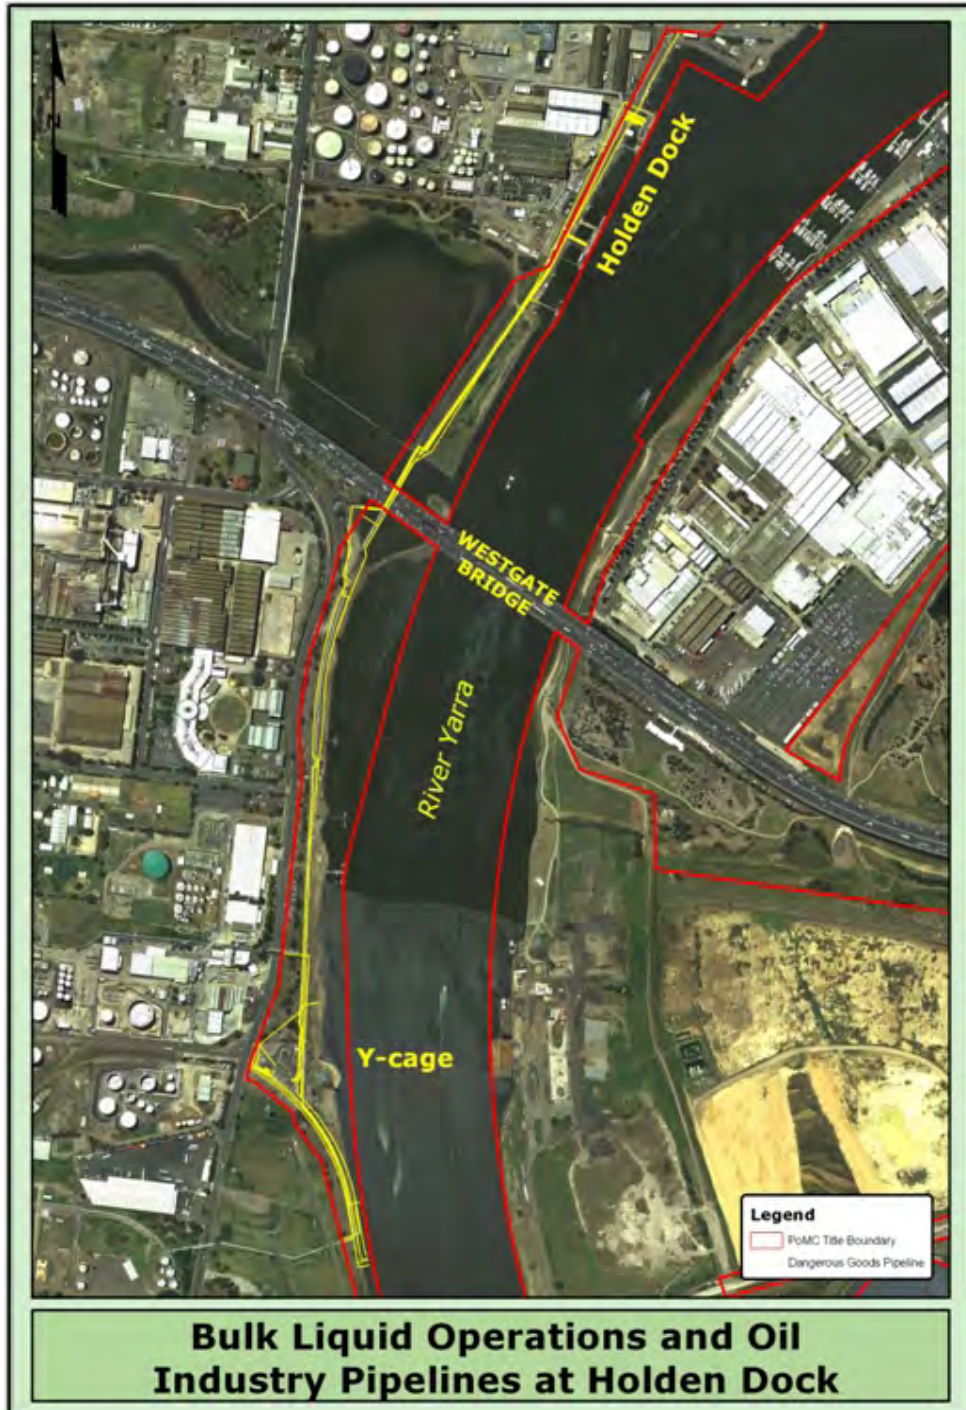 N
Holden Dock
WESTGATE
BRIDGE
River Yarra
Y-cage
Legend
PoMC Title Boundary
Dangerous Goods Pipeline
Bulk Liquid Operations and Oil
Industry Pipelines at Holden Dock